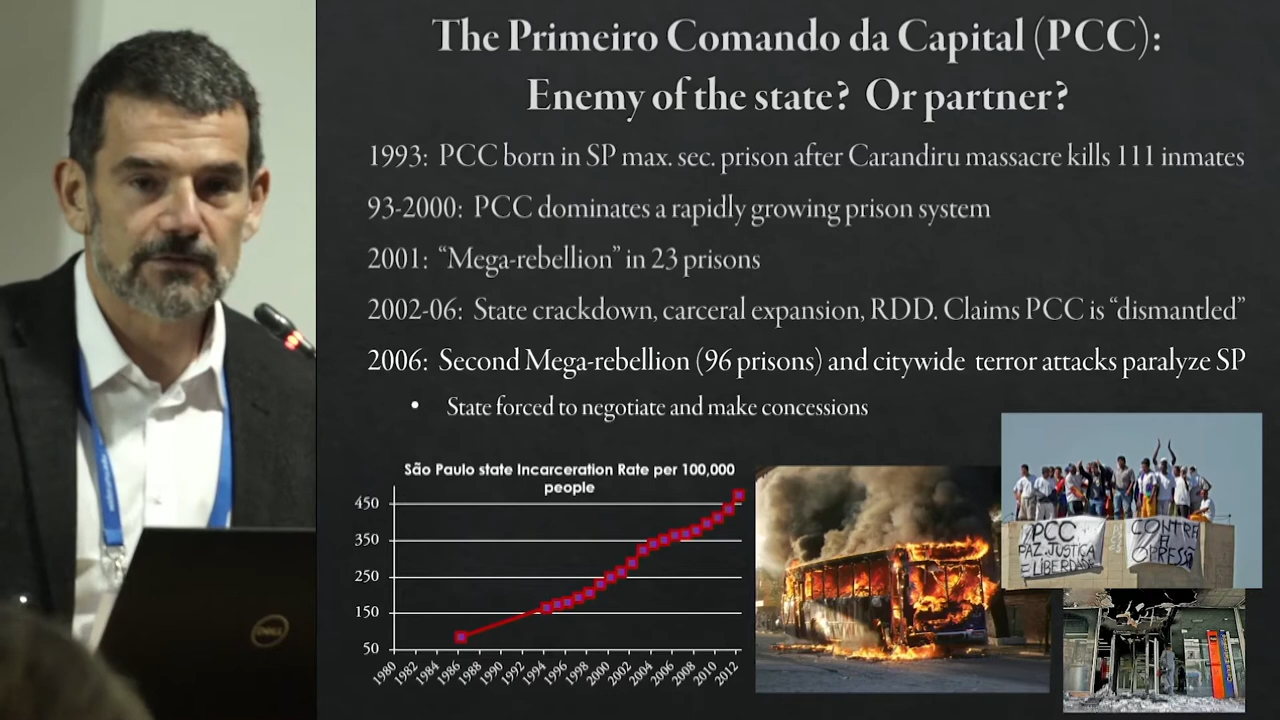 The Primeiro Comando da Capital (PCC):
Enemy of the state? Or partner?
1993: PCC born in SP max. sec. prison after Carandiru massacre kills 111 inmates
93-2000: PCC dominates a rapidly growing prison system
2001: “Mega-rebellion” in 23 prisons
2002-06: State crackdown, carceral expansion, RDD. Claims PCC is “dismantled”
2006: Second Mega-rebellion (96 prisons) and citywide terror attacks paralyze SP
• State forced to negotiate and make concessions
São Paulo state Incarceration Rate per 100,000
people
450
350
250
150
50
1980 1982 1984 1986 1988 1990 1992 1994 1996 1998 2000 2002 2004 2006 2008 2010 2012
PCC
PAZ JUSTIÇA
LIBERDADE
CONTRA
A
OPRESSÃO
DELL